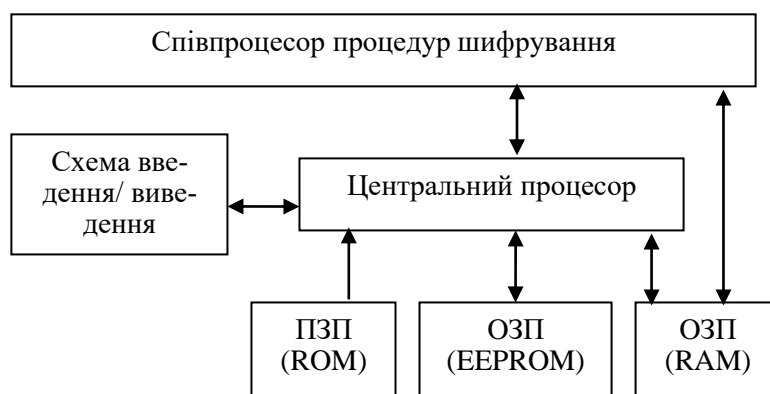 Співпроцесор процедур шифрування
Схема вве-
дення/ виве-
дення
Центральний процесор
ПЗП
(ROM)
ОЗП
(EEPROM)
ОЗП
(RAM)